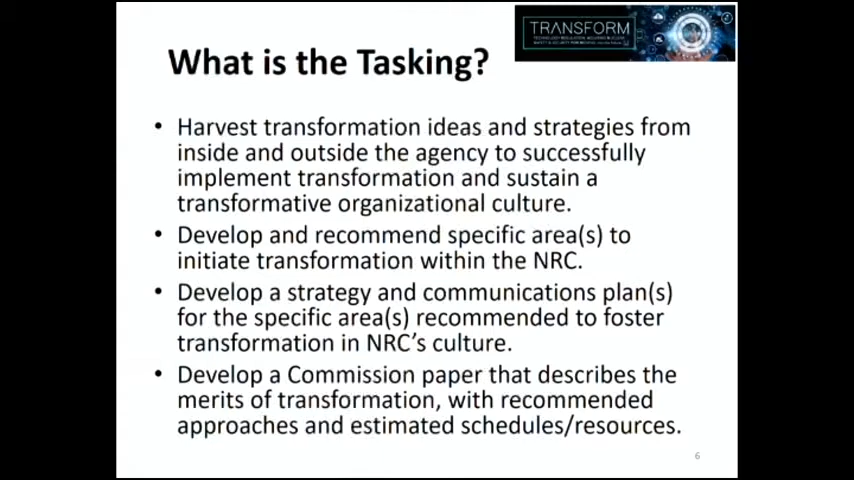 TRANSFORM
What is the Tasking?
• Harvest transformation ideas and strategies from
inside and outside the agency to successfully
implement transformation and sustain a
transformative organizational culture.
• Develop and recommend specific area(s) to
initiate transformation within the NRC.
• Develop a strategy and communications plan(s)
for the specific area(s) recommended to foster
transformation in NRC’s culture.
• Develop a Commission paper that describes the
merits of transformation, with recommended
approaches and estimated schedules/resources.
6